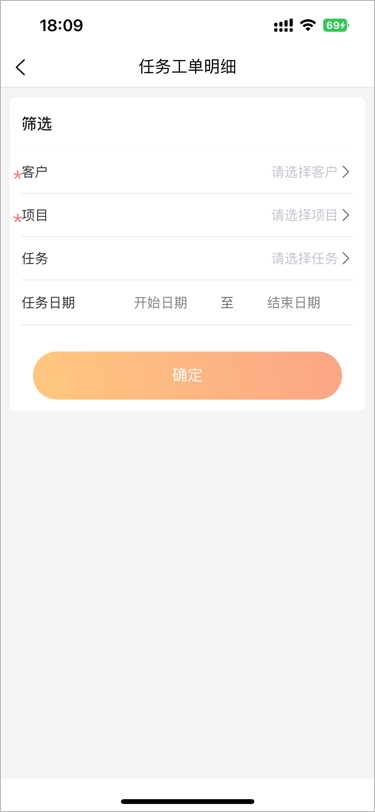 18:09
69
任务工单明细
筛选
*客户 请选择客户
*项目 请选择项目
任务 请选择任务
任务日期 开始日期 至 结束日期
确定